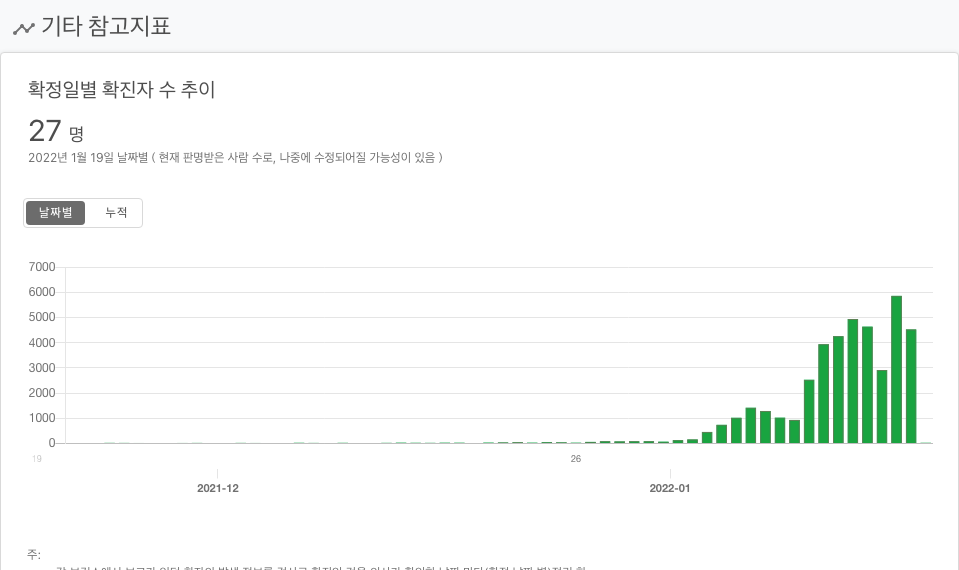 기타 참고지표
확정일별 확진자 수 추이
27 명
2022년 1월 19일 날짜별 ( 현재 판명받은 사람 수로, 나중에 수정되어질 가능성이 있음 )
날짜별 누적
7000
6000
5000
4000
3000
2000
1000
0
19 26
2021-12 2022-01
주: